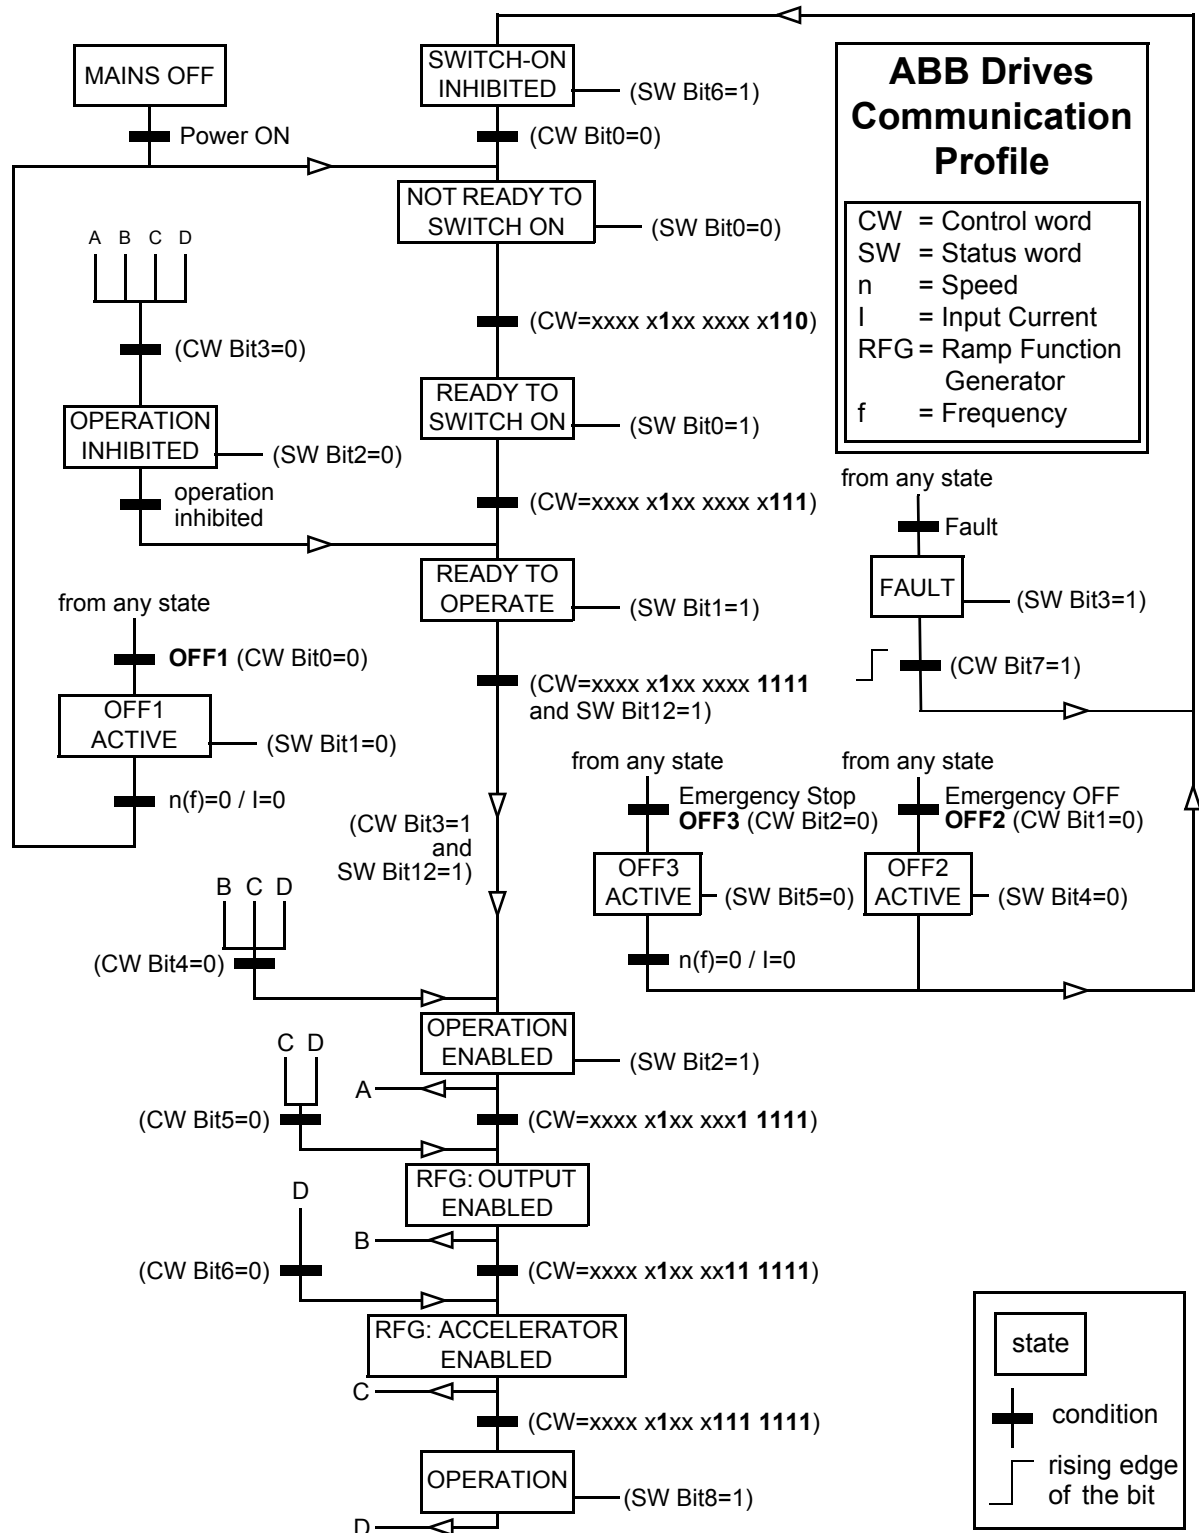 MAINS OFF
Power ON
SWITCH-ON
INHIBITED
(SW Bit6=1)
(CW Bit0=0)
NOT READY TO
SWITCH ON
(SW Bit0=0)
A B C D
(CW Bit3=0)
OPERATION
INHIBITED
(SW Bit2=0)
operation
inhibited
(CW=xxxx x1xx xxxx x110)
READY TO
SWITCH ON
(SW Bit0=1)
(CW=xxxx x1xx xxxx x111)
READY TO
OPERATE
(SW Bit1=1)
(CW=xxxx x1xx xxxx 1111
and SW Bit12=1)
ABB Drives
Communication
Profile
CW = Control word
SW = Status word
n = Speed
I = Input Current
RFG = Ramp Function
Generator
f = Frequency
from any state
Fault
FAULT
(SW Bit3=1)
(CW Bit7=1)
from any state
OFF1 (CW Bit0=0)
OFF1
ACTIVE
(SW Bit1=0)
n(f)=0 / I=0
(CW Bit3=1
and
SW Bit12=1)
from any state
Emergency Stop
OFF3 (CW Bit2=0)
OFF3
ACTIVE
(SW Bit5=0)
n(f)=0 / I=0
from any state
Emergency OFF
OFF2 (CW Bit1=0)
OFF2
ACTIVE
(SW Bit4=0)
B C D
(CW Bit4=0)
OPERATION
ENABLED
(SW Bit2=1)
A
C D
(CW Bit5=0)
(CW=xxxx x1xx xxx1 1111)
RFG: OUTPUT
ENABLED
B
D
(CW Bit6=0)
(CW=xxxx x1xx xx11 1111)
RFG: ACCELERATOR
ENABLED
C
(CW=xxxx x1xx x111 1111)
OPERATION
(SW Bit8=1)
D
state
condition
rising edge
of the bit